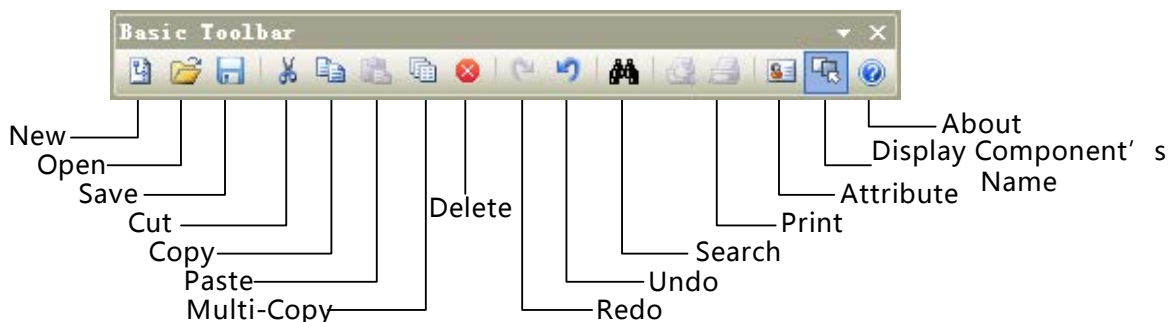 Basic Toolbar
New
Open
Save
Cut
Copy
Paste
Multi-Copy
Delete
Redo
Undo
Search
Print
Attribute
Display Component’s
Name
About